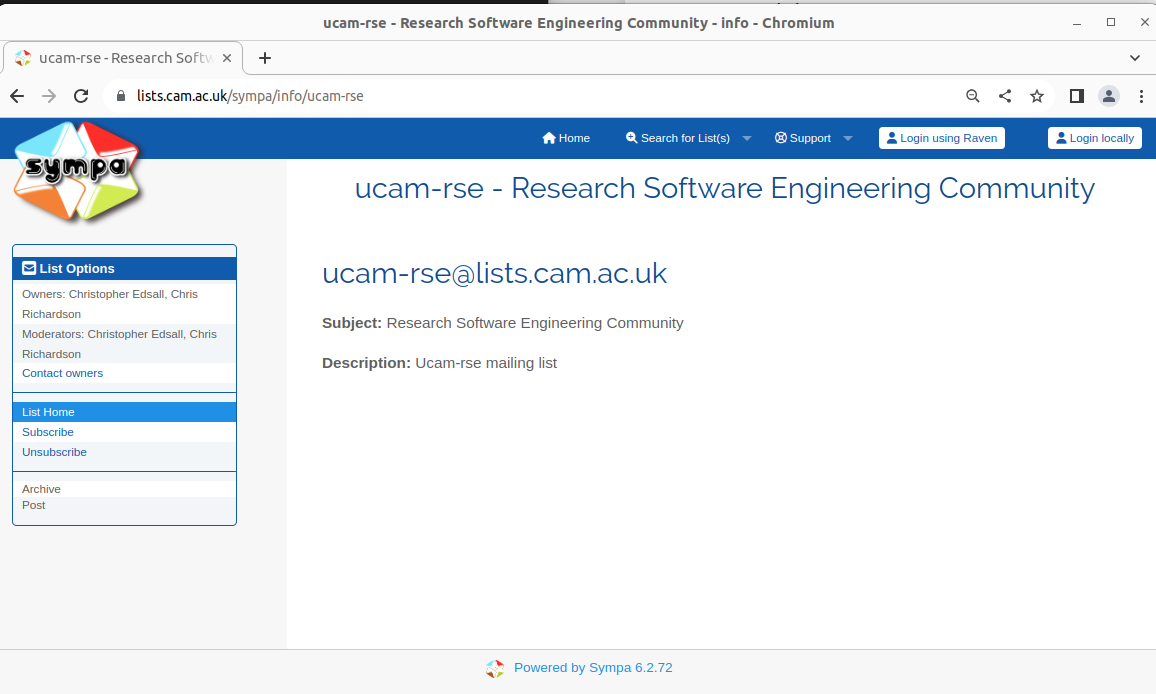 ucam-rse - Research Software Engineering Community - info - Chromium
ucam-rse - Research Softw
lists.cam.ac.uk/sympa/info/ucam-rse
sympa
Home
Search for List(s)
Support
Login using Raven
Login locally
ucam-rse - Research Software Engineering Community
List Options
Owners: Christopher Edsall, Chris
Richardson
Moderators: Christopher Edsall, Chris
Richardson
Contact owners
List Home
Subscribe
Unsubscribe
Archive
Post
ucam-rse@lists.cam.ac.uk
Subject: Research Software Engineering Community
Description: Ucam-rse mailing list
Powered by Sympa 6.2.72